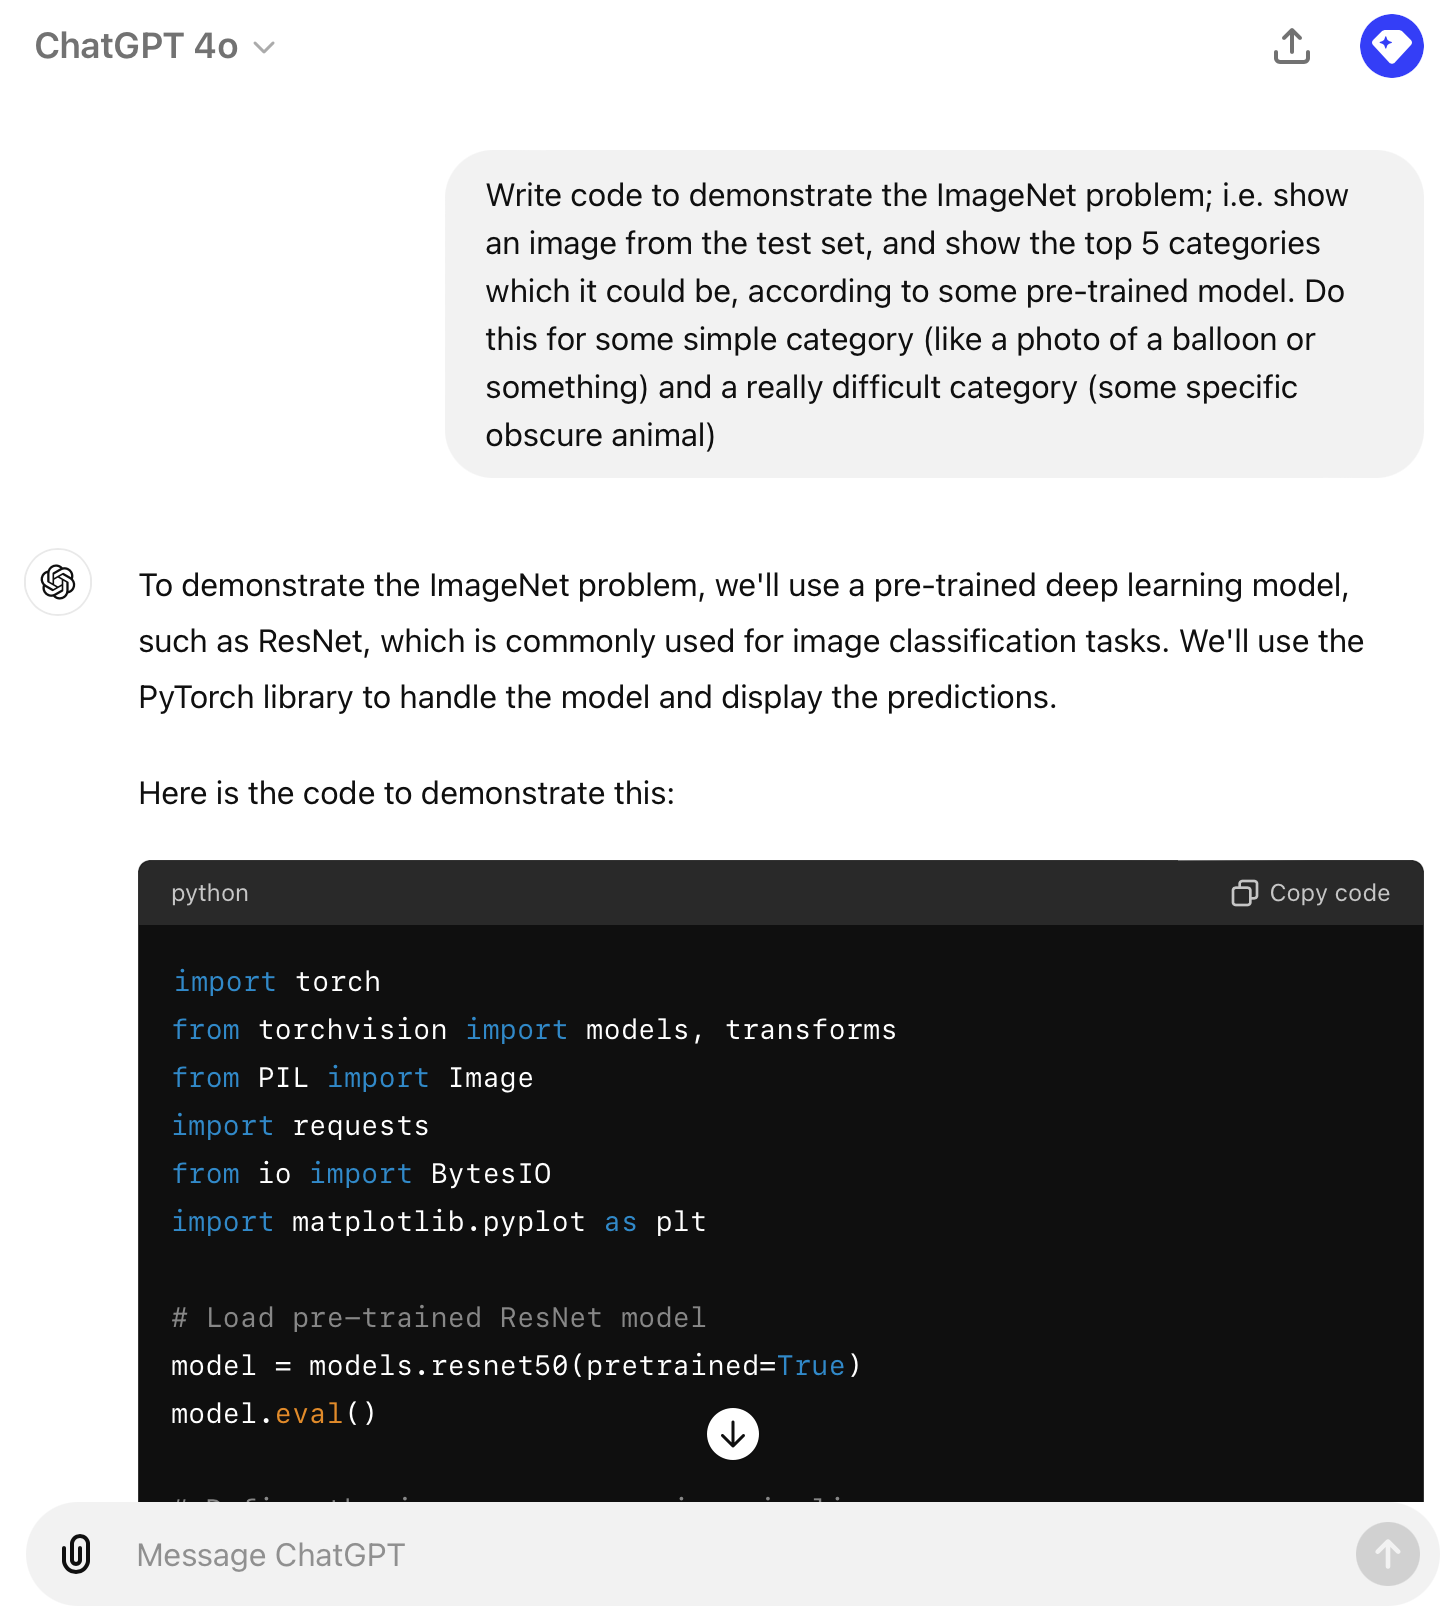 ChatGPT 4o
Write code to demonstrate the ImageNet problem; i.e. show
an image from the test set, and show the top 5 categories
which it could be, according to some pre-trained model. Do
this for some simple category (like a photo of a balloon or
something) and a really difficult category (some specific
obscure animal)
To demonstrate the ImageNet problem, we'll use a pre-trained deep learning model,
such as ResNet, which is commonly used for image classification tasks. We'll use the
PyTorch library to handle the model and display the predictions.
Here is the code to demonstrate this:
python
Copy code
import torch
from torchvision import models, transforms
from PIL import Image
import requests
from io import BytesIO
import matplotlib.pyplot as plt
# Load pre-trained ResNet model
model = models.resnet50(pretrained=True)
model.eval()
Message ChatGPT